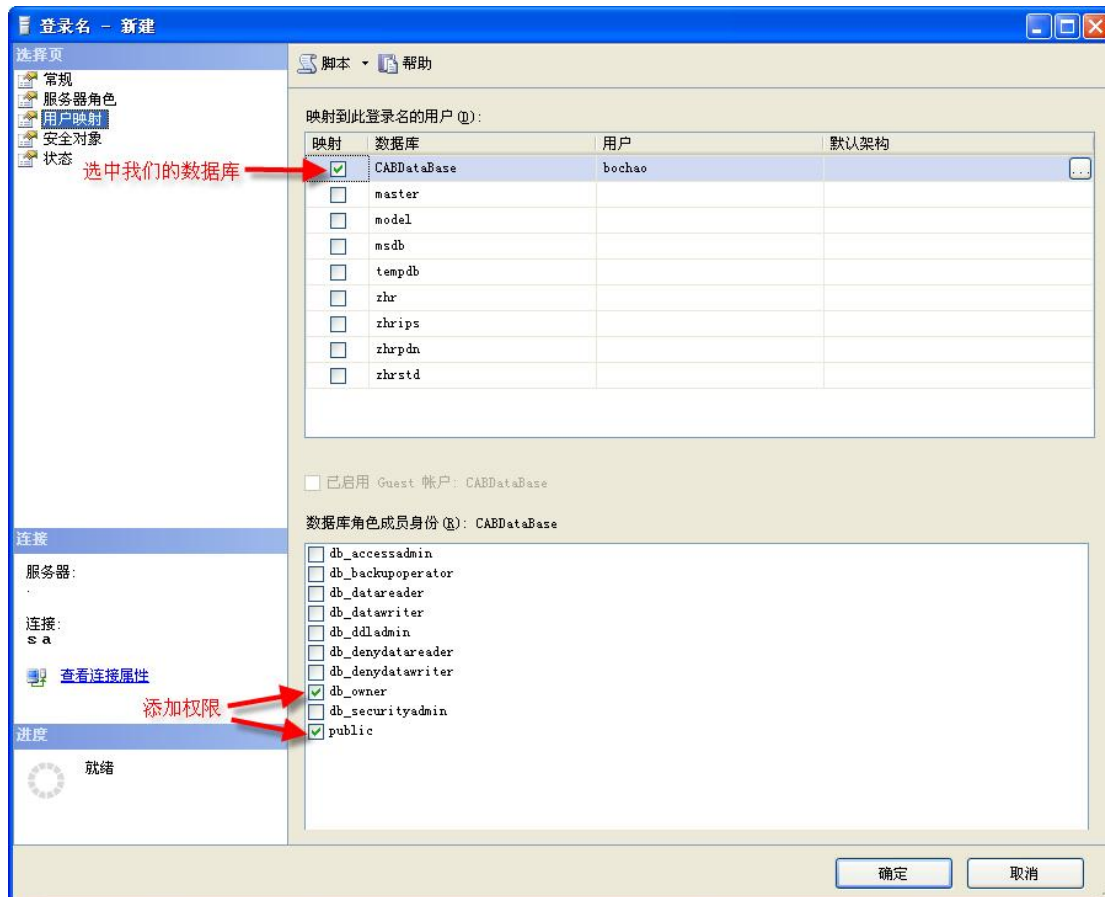 登录名 - 新建
选择页
常规
服务器角色
用户映射
安全对象
状态
选中我们的数据库
脚本 帮助
映射到此登录名的用户(D):
映射 数据库 用户 默认架构
CABDataBase bochao ...
master
model
msdb
tempdb
zhr
zhrips
zhrpdn
zhrstd
已启用 Guest 帐户: CABDataBase
数据库角色成员身份(R): CABDataBase
db_accessadmin
db_backupoperator
db_datareader
db_datawriter
db_ddladmin
db_denydatareader
db_denydatawriter
db_owner
db_securityadmin
public
连接
服务器:
.
连接:
sa
查看连接属性
添加权限
进度
就绪
确定 取消